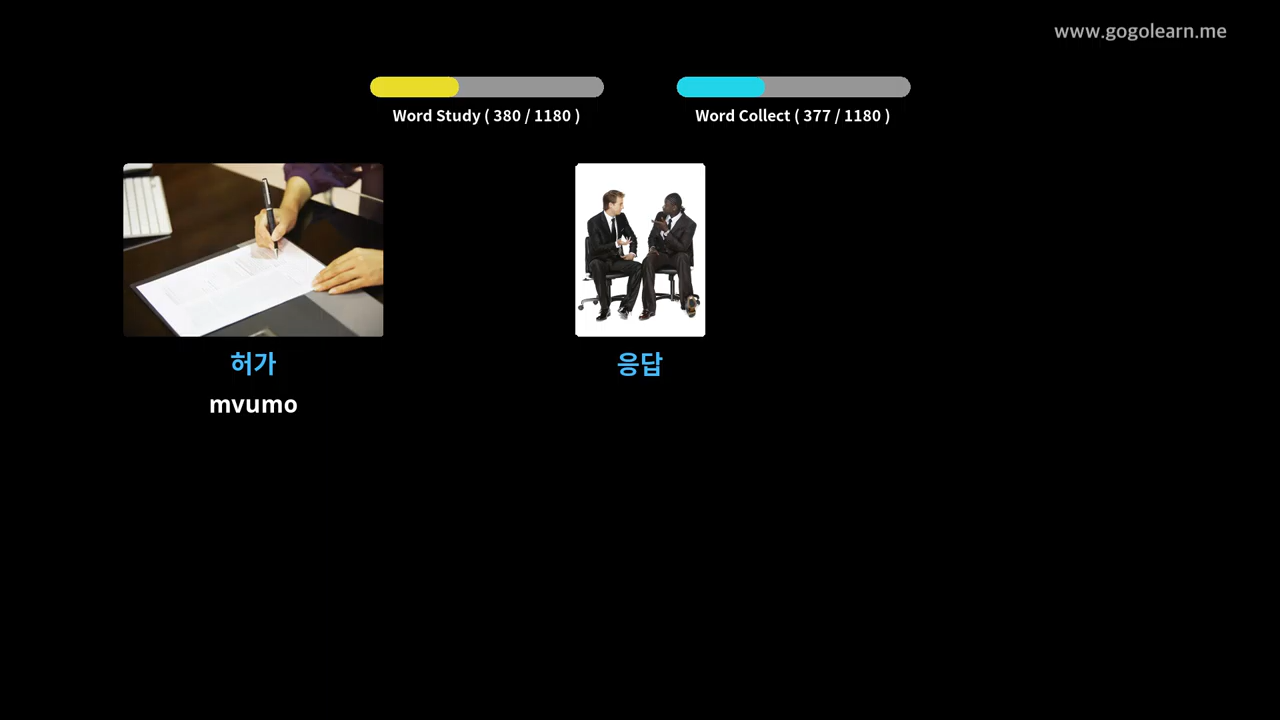 www.gogolearn.me
Word Study ( 380 / 1180 )
Word Collect ( 377 / 1180 )
허가
mvumo
응답